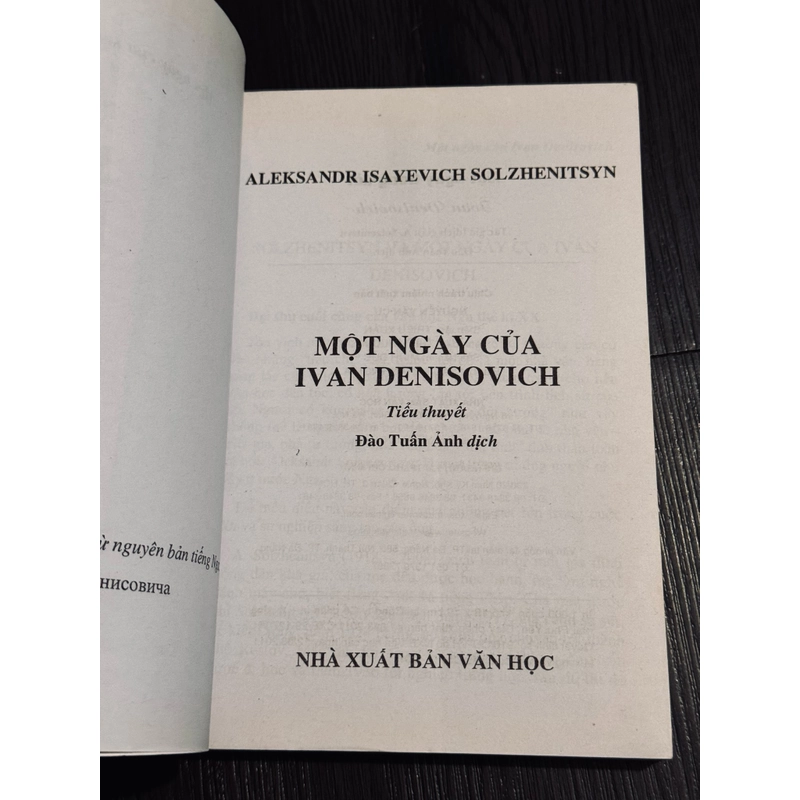 nguyên bản tiếng
нисовича
ALEKSANDR ISAYEVICH SOLZHENITSYN
MỘT NGÀY CỦA
IVAN DENISOVICH
Tiểu thuyết
Đào Tuấn Ảnh dịch
NHÀ XUẤT BẢN VĂN HỌC